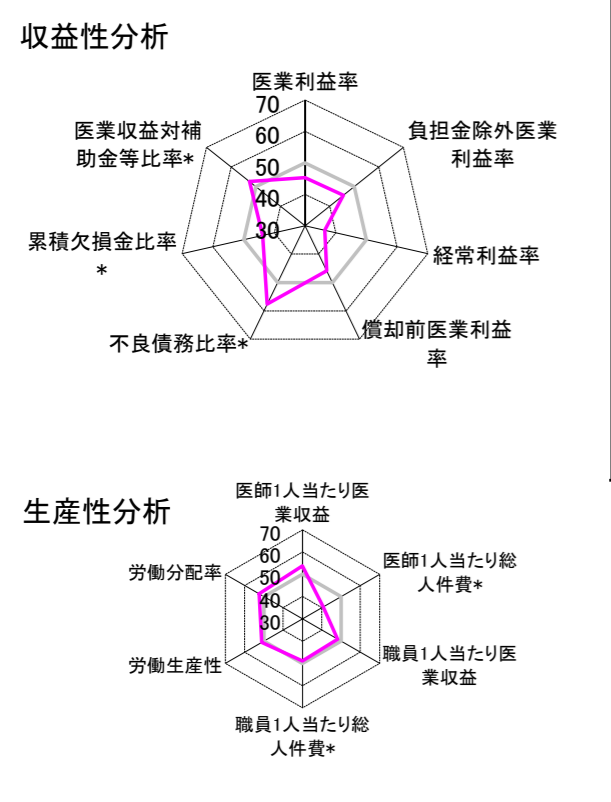 収益性分析
医業利益率
70
60
50
40
30
負担金除外医業
利益率
経常利益率
償却前医業利益
率
不良債務比率*
累積欠損金比率
*
医業収益対補
助金等比率*
生産性分析
医師1人当たり医
業収益
70
60
50
40
30
医師1人当たり総
人件費*
職員1人当たり医
業収益
職員1人当たり総
人件費*
労働生産性
労働分配率